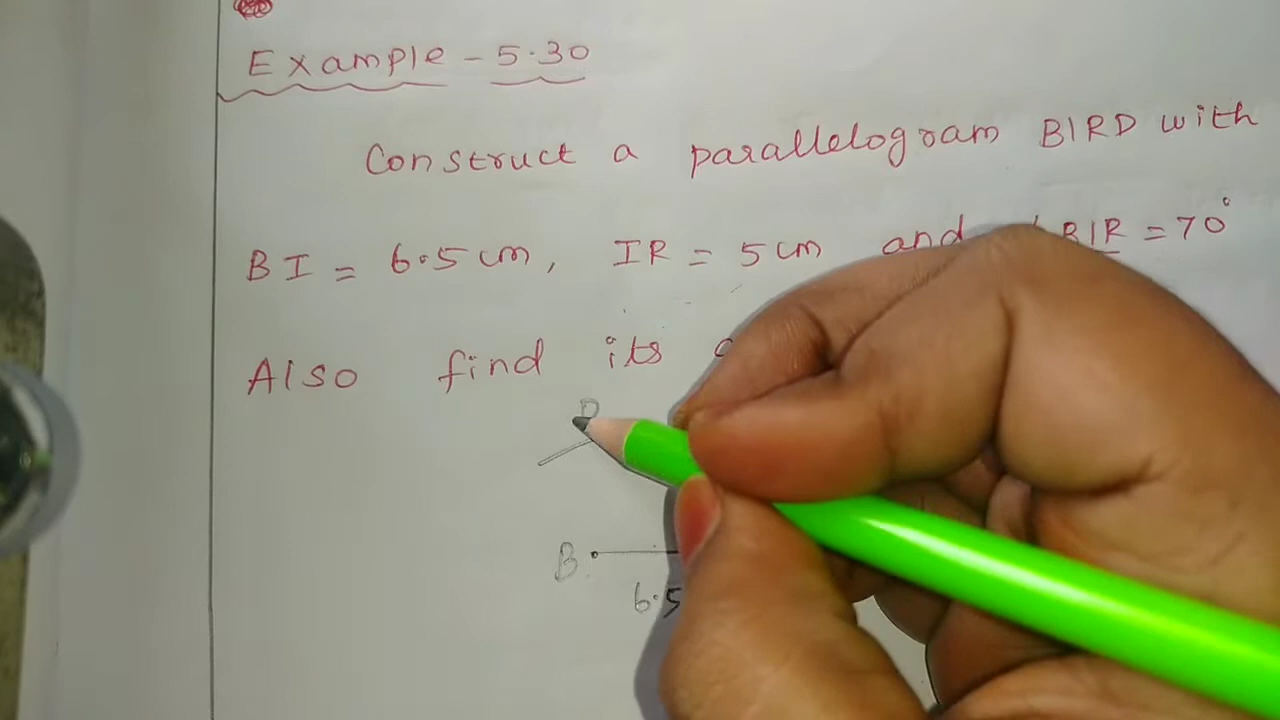 Example - 5.30
Construct a parallelogram BIRD with
BI = 6.5 cm, IR = 5 cm and BIR = 70°
Also find its
B
6.5